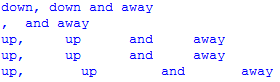 down, down and away
,  and away
up,     up     and     away
up,     up     and     away
up,       up        and       away